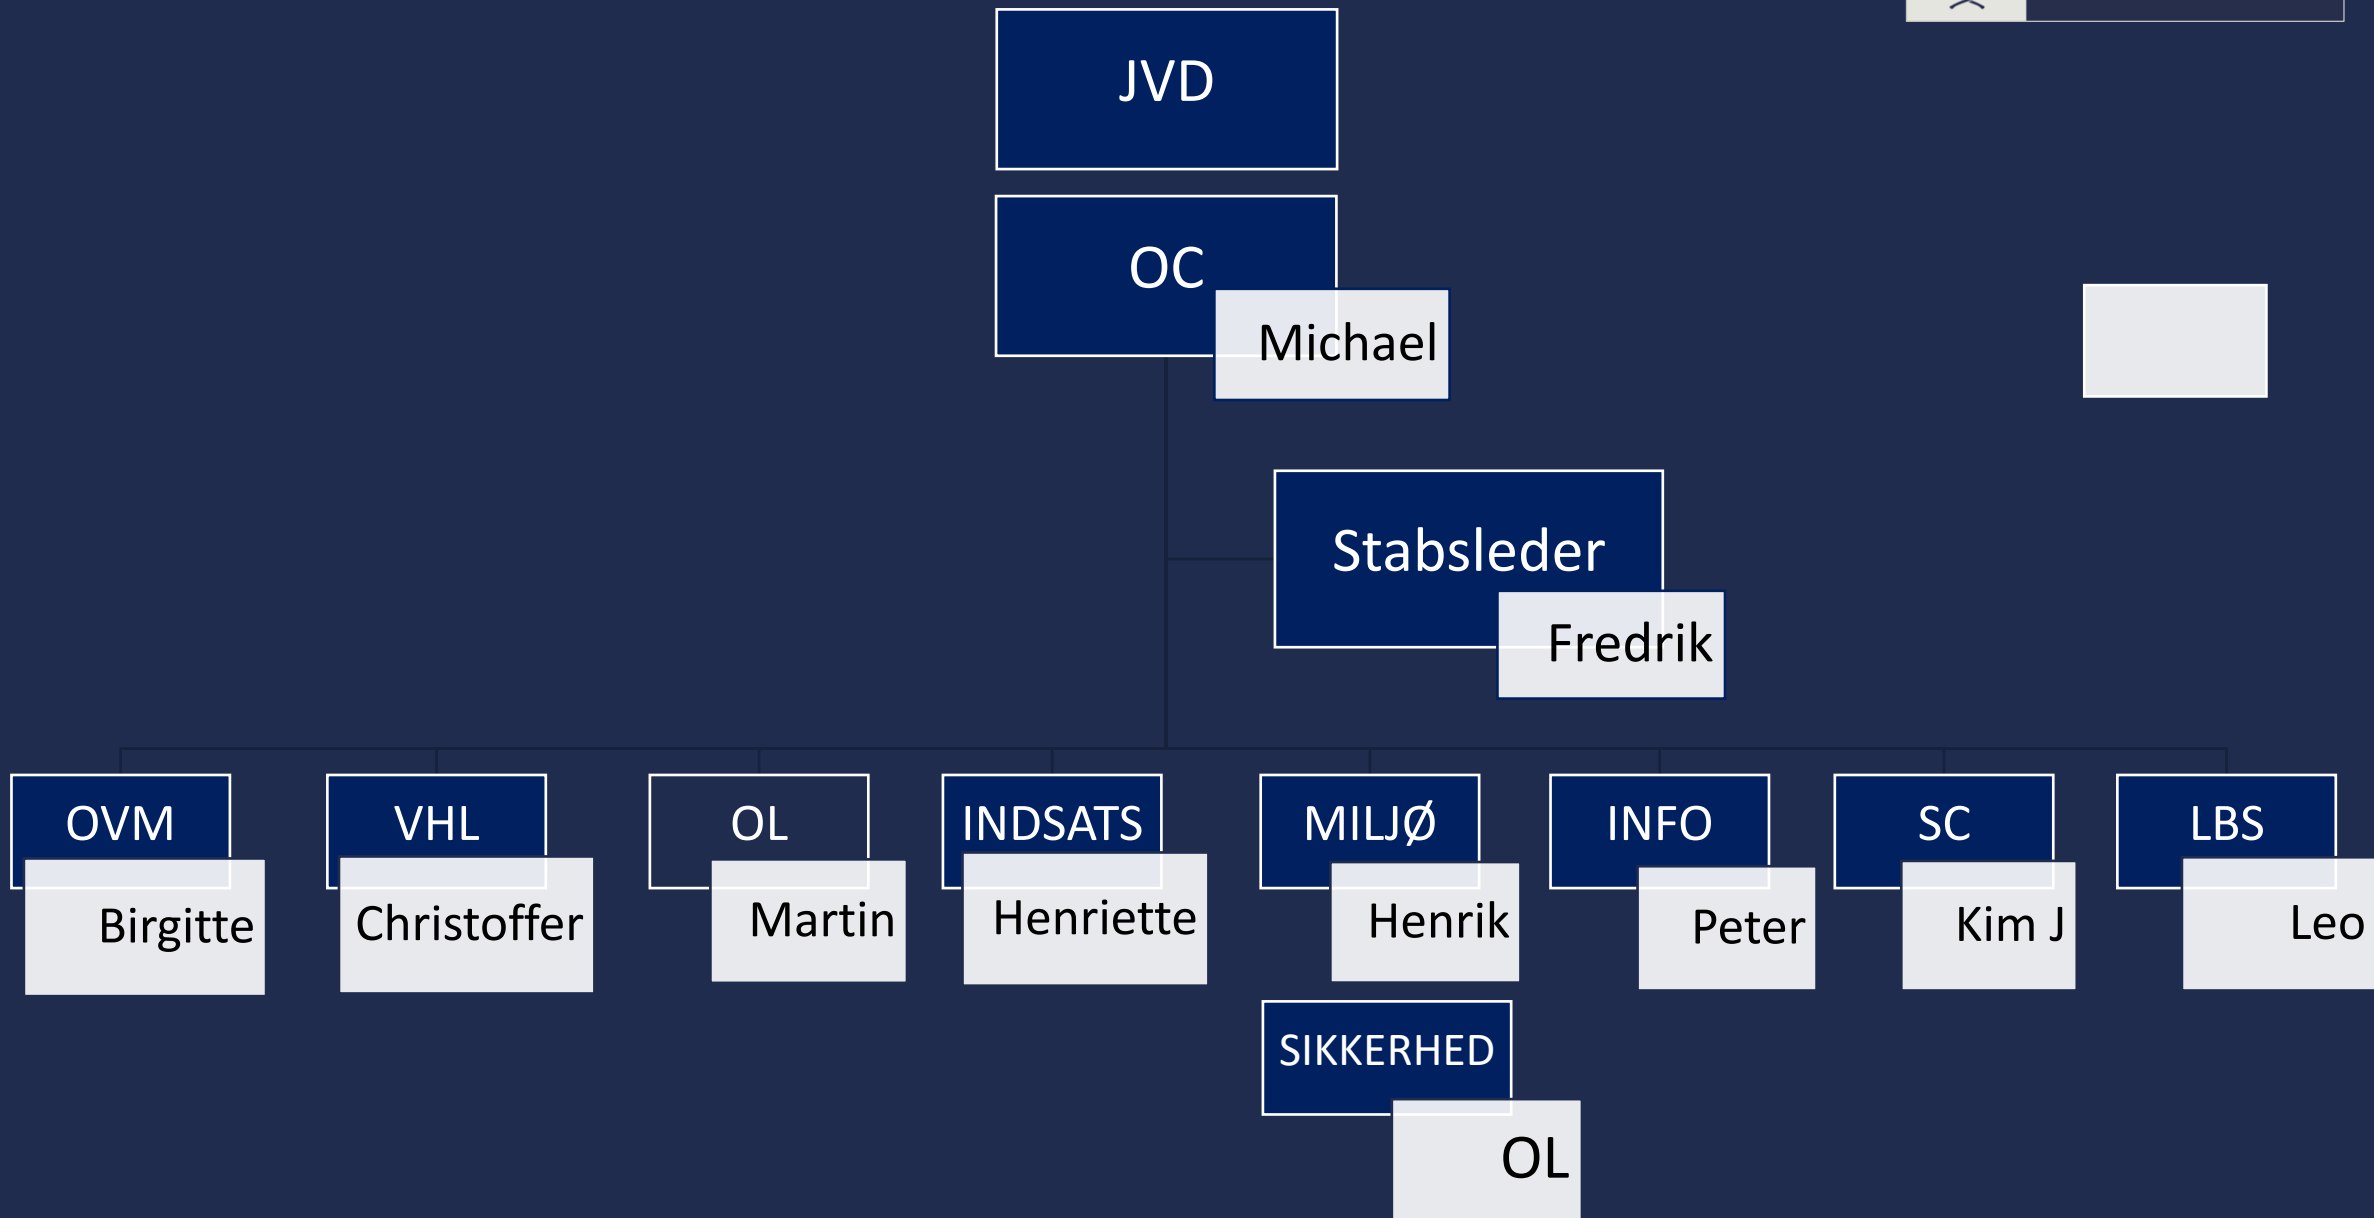 JVD
OC
Michael
Stabsleder
Fredrik
OVM
Birgitte
VHL
Christoffer
OL
Martin
INDSATS
Henriette
MILJØ
Henrik
INFO
Peter
SC
Kim J
LBS
Leo
SIKKERHED
OL